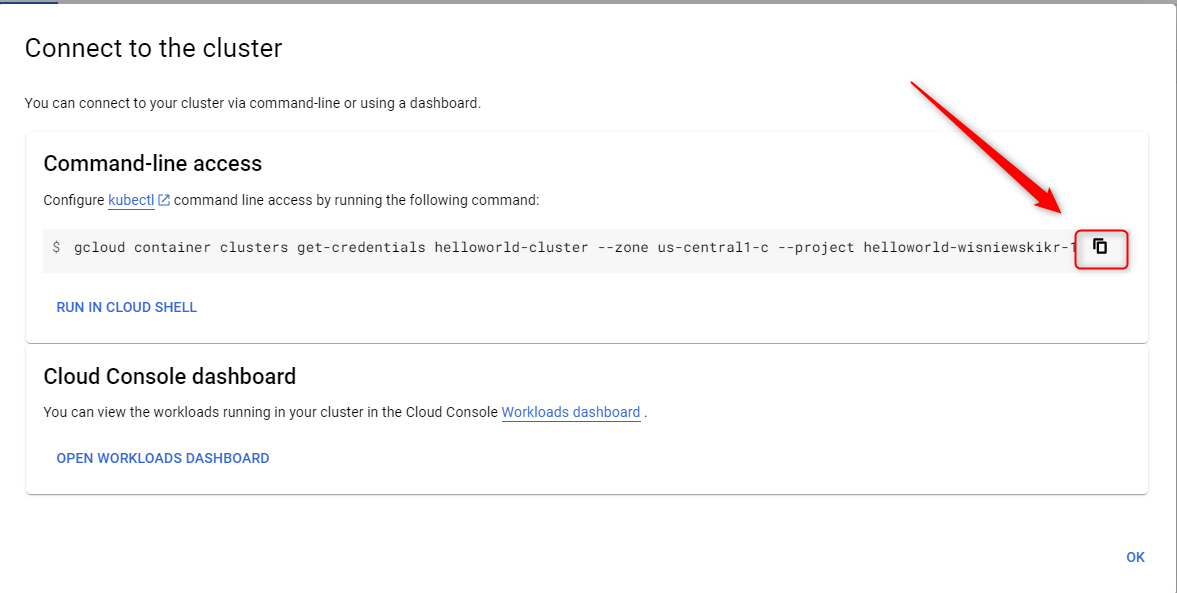 Connect to the cluster
You can connect to your cluster via command-line or using a dashboard.
Command-line access
Configure kubectl command line access by running the following command:
$ gcloud container clusters get-credentials helloworld-cluster --zone us-central1-c --project helloworld-wisniewskikr-1
RUN IN CLOUD SHELL
Cloud Console dashboard
You can view the workloads running in your cluster in the Cloud Console Workloads dashboard .
OPEN WORKLOADS DASHBOARD
OK